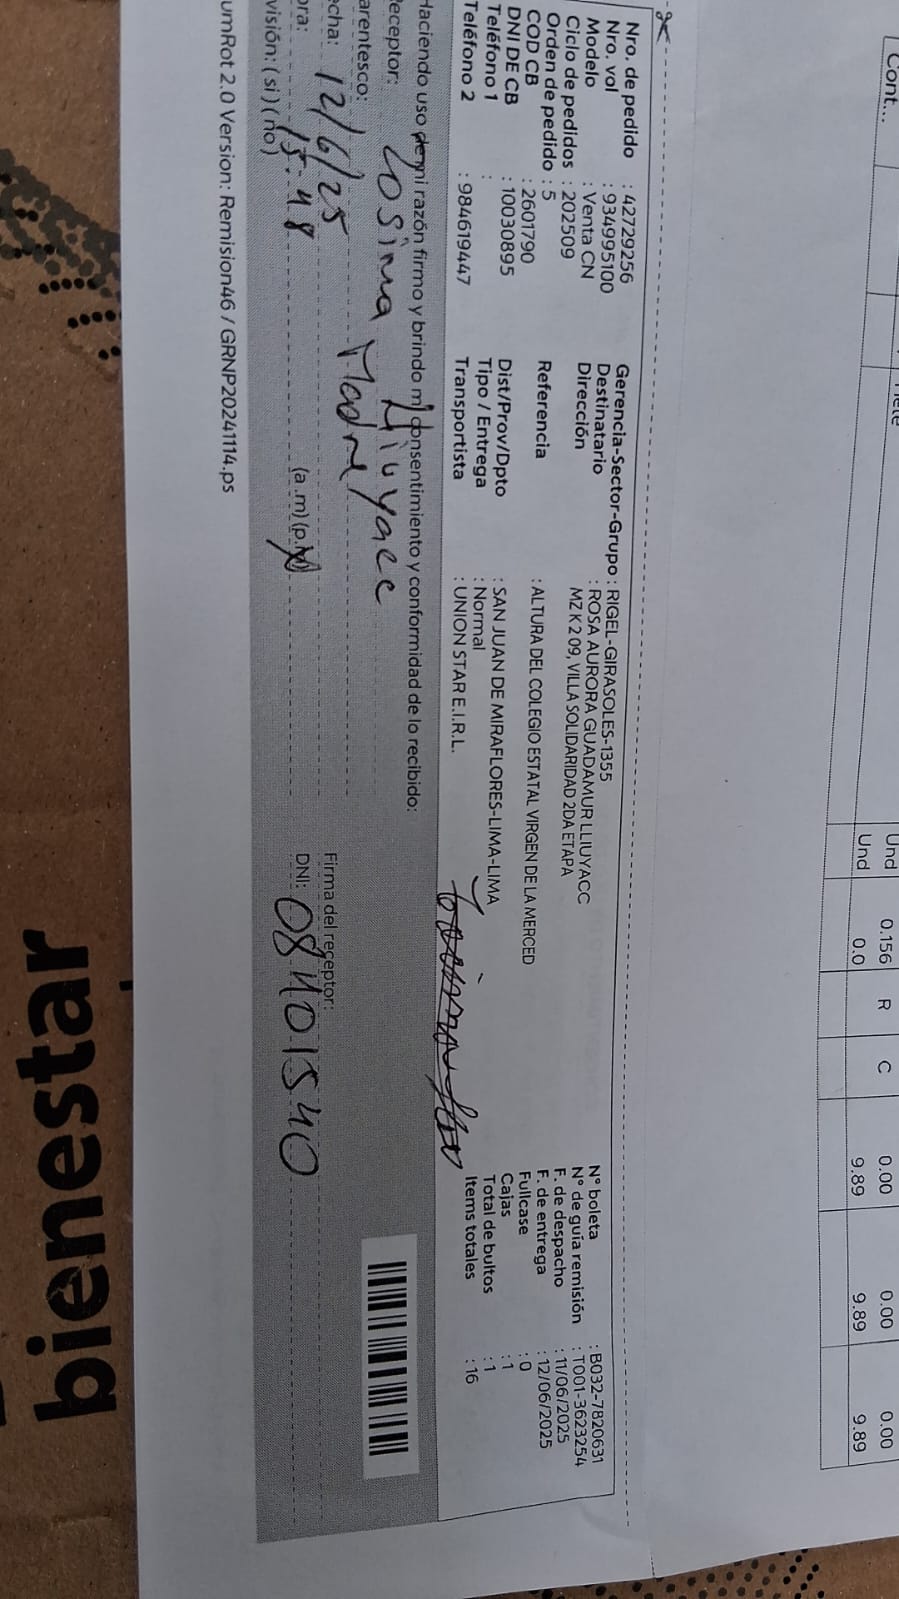 Cont...
Und 0.156 R C 0.00 0.00 0.00
Und 0.0 9.89 9.89 9.89
Nro. de pedido : 42729256
Nro. vol : 934995100
Modelo : Venta CN
Ciclo de pedidos : 202509
Orden de pedido : 5
COD CB : 2601790
DNI DE CB : 10030895
Teléfono 1 :
Teléfono 2 : 984619447
Gerencia-Sector-Grupo : RIGEL-GIRASOLES-1355
Destinatario : ROSA AURORA GUADAMUR LLIUYACC
Dirección MZ K2 09, VILLA SOLIDARIDAD 2DA ETAPA
Referencia : ALTURA DEL COLEGIO ESTATAL VIRGEN DE LA MERCED
Dist/Prov/Dpto : SAN JUAN DE MIRAFLORES-LIMA-LIMA
Tipo / Entrega : Normal
Transportista : UNION STAR E.I.R.L.
N° boleta : B032-7820631
N° de guía remisión : T001-3623254
F. de despacho : 11/06/2025
F. de entrega : 12/06/2025
Fullcase : 0
Cajas : 1
Total de bultos : 1
Items totales : 16
Haciendo uso de mi razón firmo y brindo mi consentimiento y conformidad de lo recibido:
eceptor: Liuyacc
arentesco: Madre
echa: 12/6/25 Firma del receptor:
ora: 15:48 (a.m) (p.m) DNI: 08401540
visión: ( si ) ( no )
umRot 2.0 Version: Remision46 / GRNP20241114.ps
bienestar